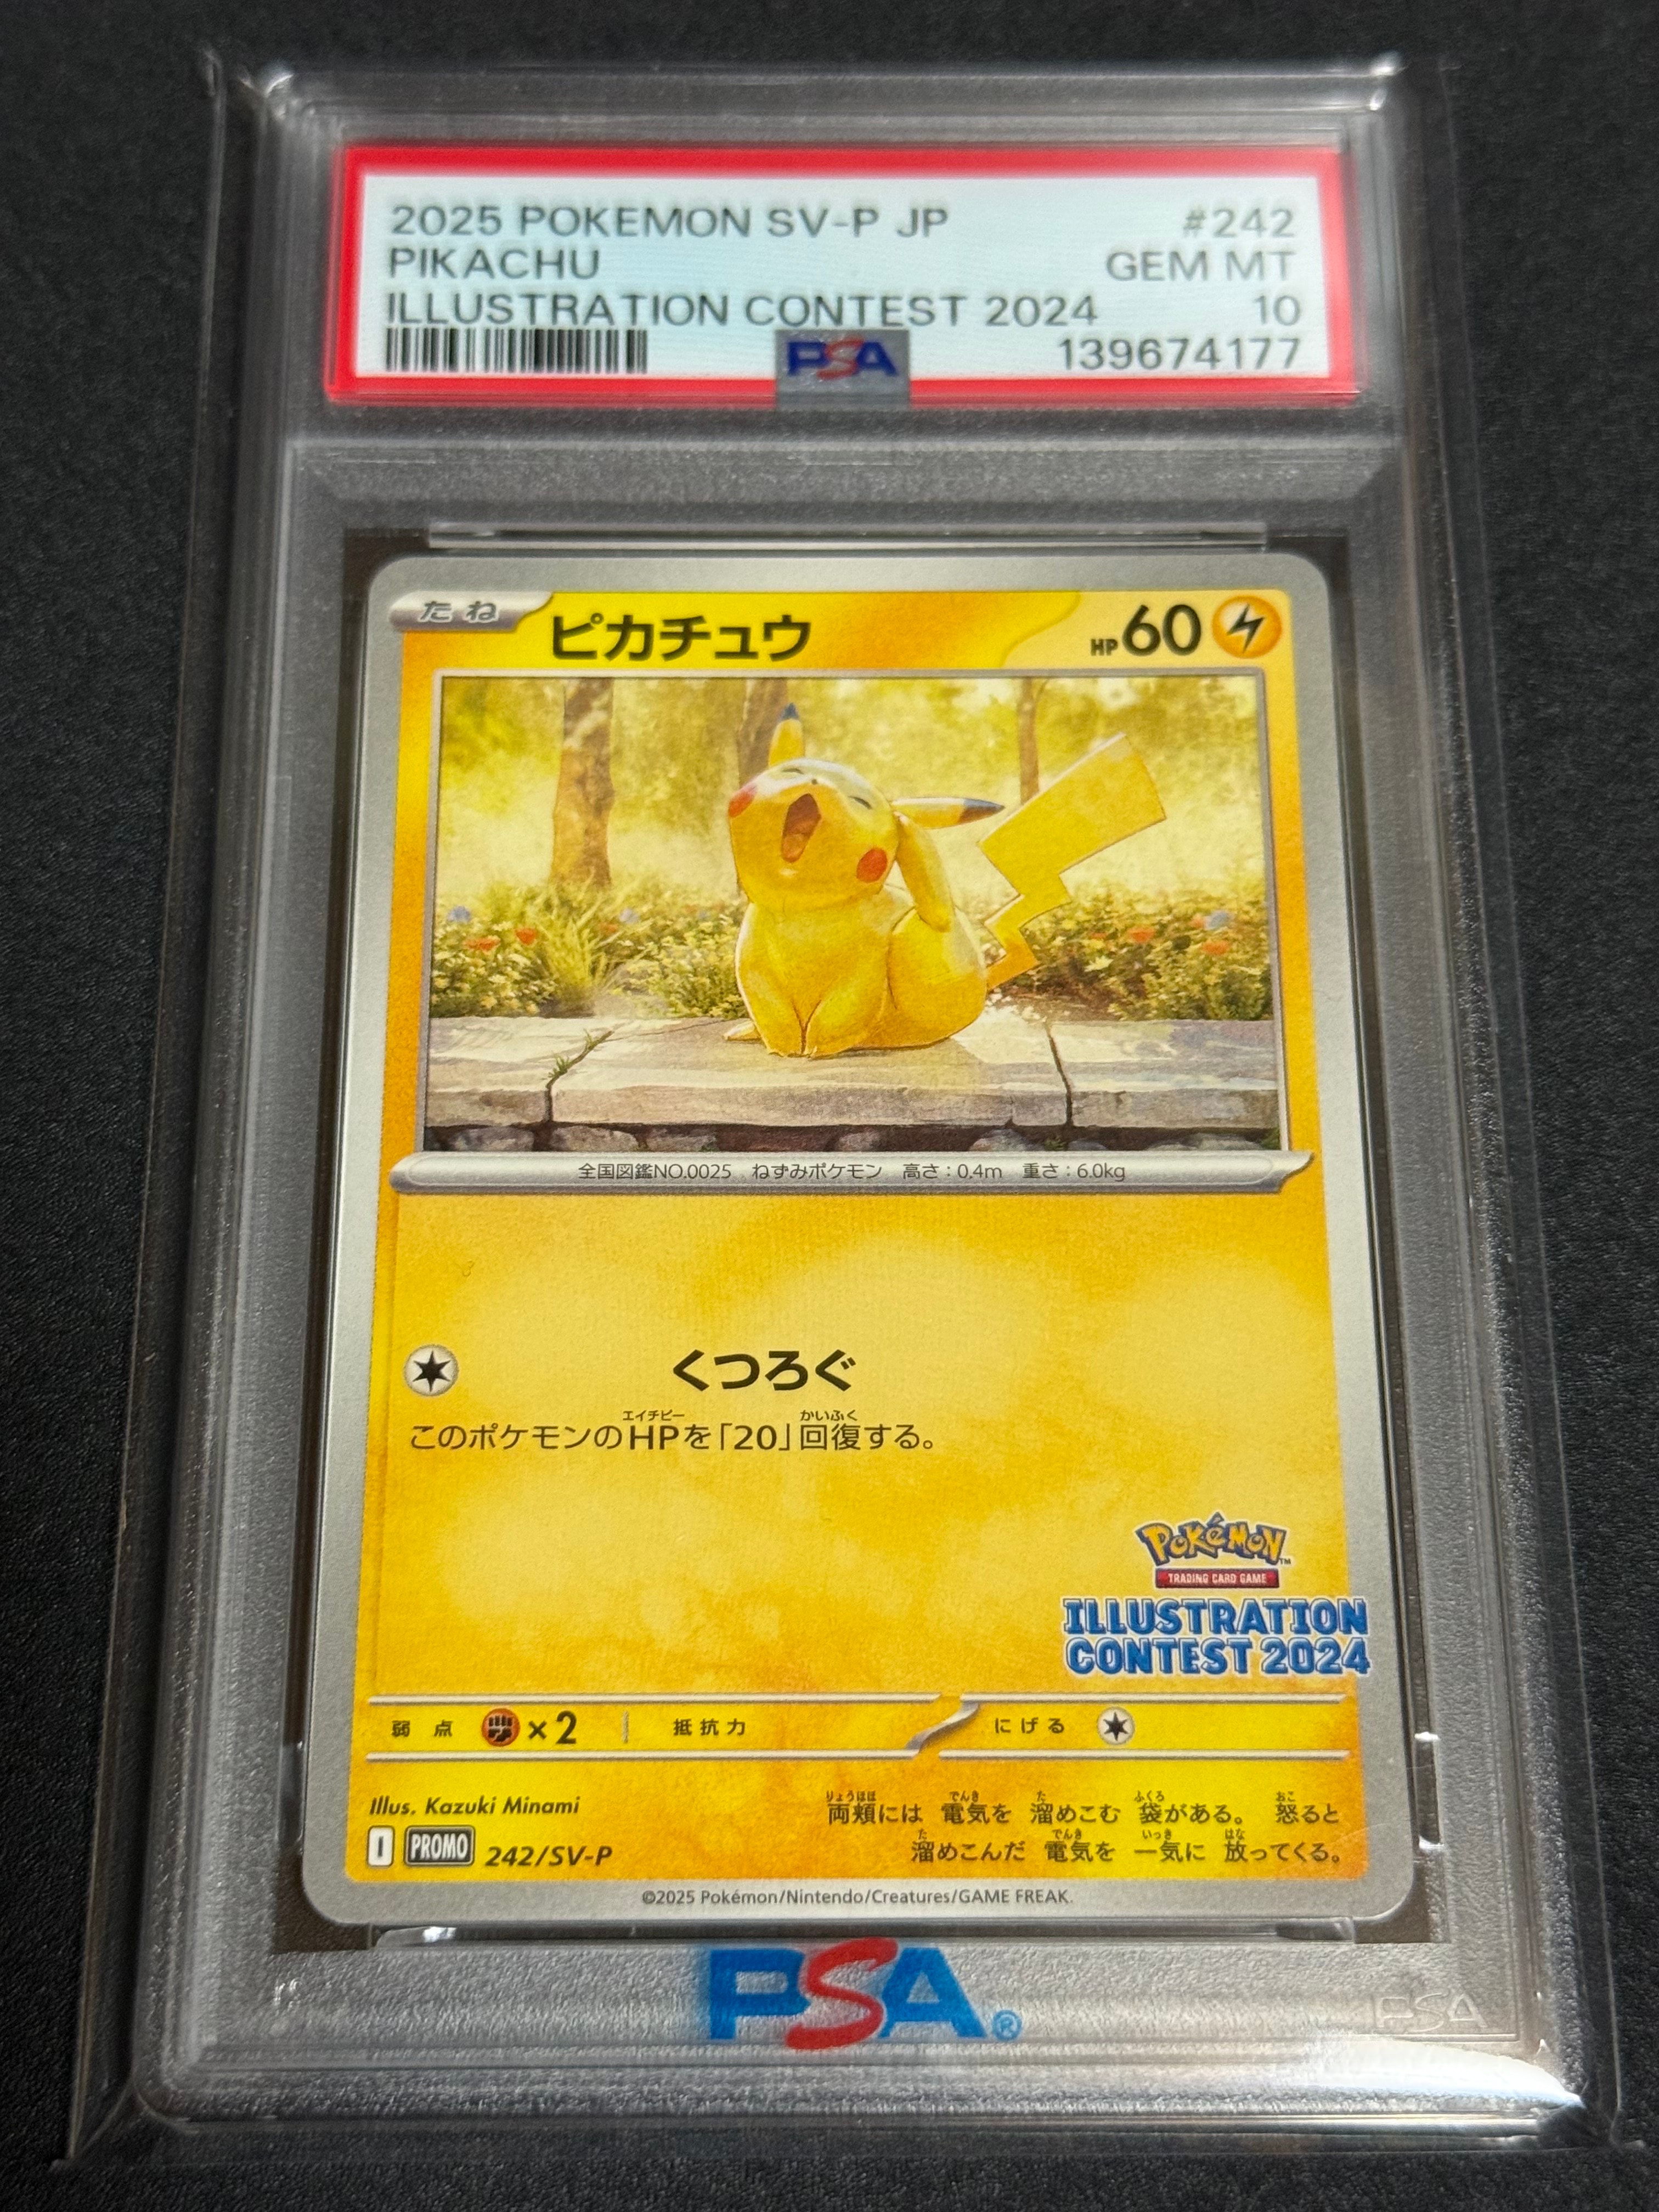 2025 POKEMON SV-P JP #242
PIKACHU GEM MT
ILLUSTRATION CONTEST 2024 10
PSA 139674177
たね ピカチュウ HP 60
全国図鑑NO.0025 ねずみポケモン 高さ:0.4m 重さ:6.0kg
くつろぐ
エイチピー かいふく
このポケモンのHPを「20」回復する。
POKÉMON™
TRADING CARD GAME
ILLUSTRATION
CONTEST 2024
弱点 ×2 抵抗力 にげる
Illus. Kazuki Minami
I PROMO 242/SV-P
りょうほほ でんき た ふくろ おこ
両頬には 電気を 溜めこむ 袋がある。 怒ると
た でんき いっき はな
溜めこんだ 電気を 一気に 放ってくる。
©2025 Pokémon/Nintendo/Creatures/GAME FREAK.
PSA®
PSA